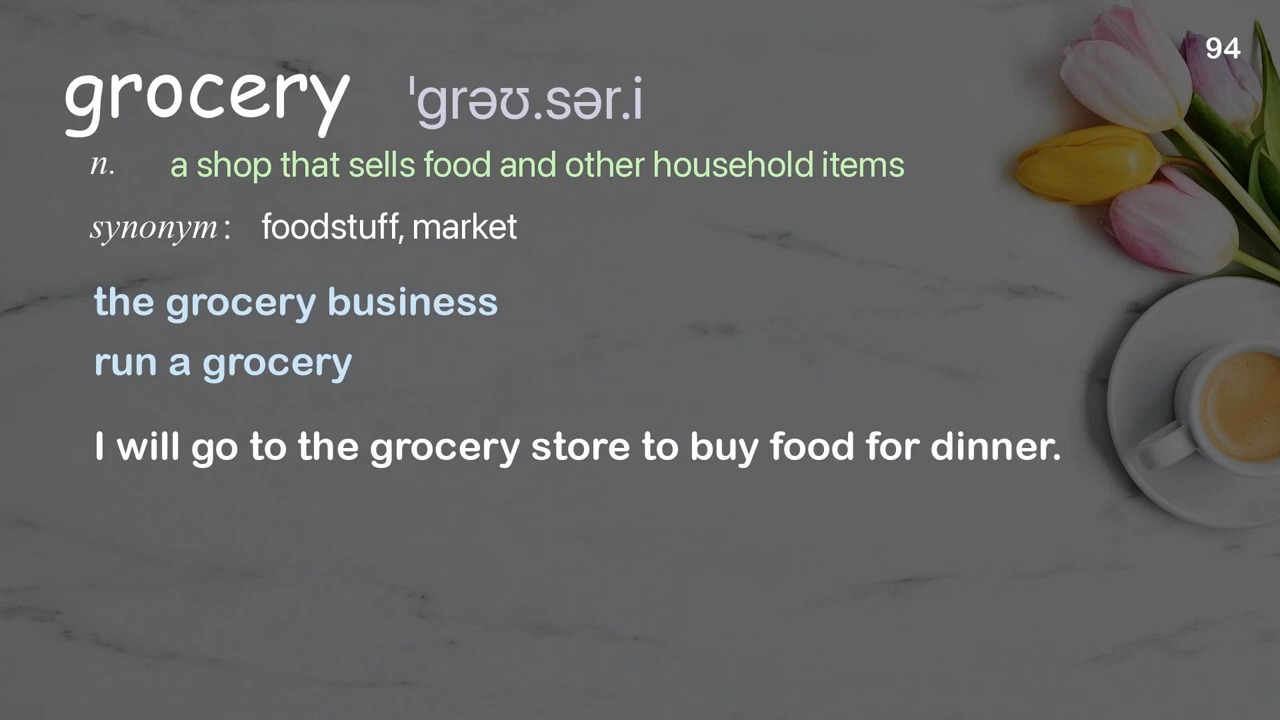 94
grocery ˈgrəʊ.sər.i
n. a shop that sells food and other household items
synonym: foodstuff, market
the grocery business
run a grocery
I will go to the grocery store to buy food for dinner.